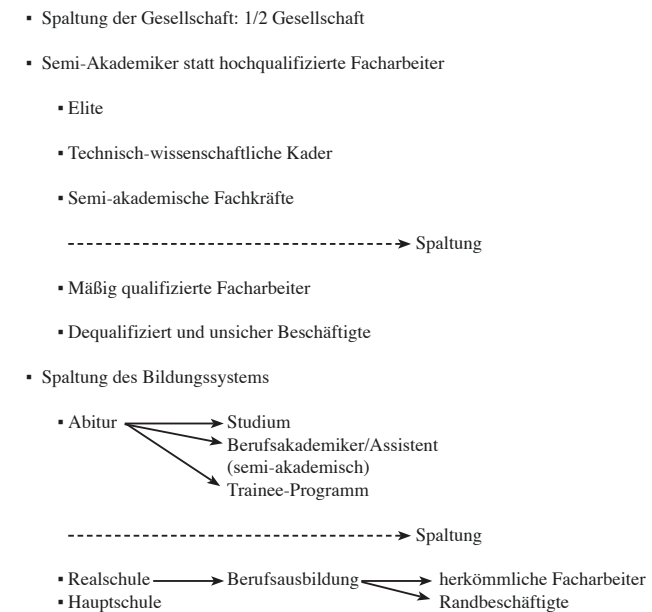 ▪ Spaltung der Gesellschaft: 1/2 Gesellschaft
▪ Semi-Akademiker statt hochqualifizierte Facharbeiter
▪ Elite
▪ Technisch-wissenschaftliche Kader
▪ Semi-akademische Fachkräfte
Spaltung
▪ Mäßig qualifizierte Facharbeiter
▪ Dequalifiziert und unsicher Beschäftigte
▪ Spaltung des Bildungssystems
▪ Abitur Studium
Berufsakademiker/Assistent
(semi-akademisch)
Trainee-Programm
Spaltung
▪ Realschule Berufsausbildung herkömmliche Facharbeiter
▪ Hauptschule Randbeschäftigte